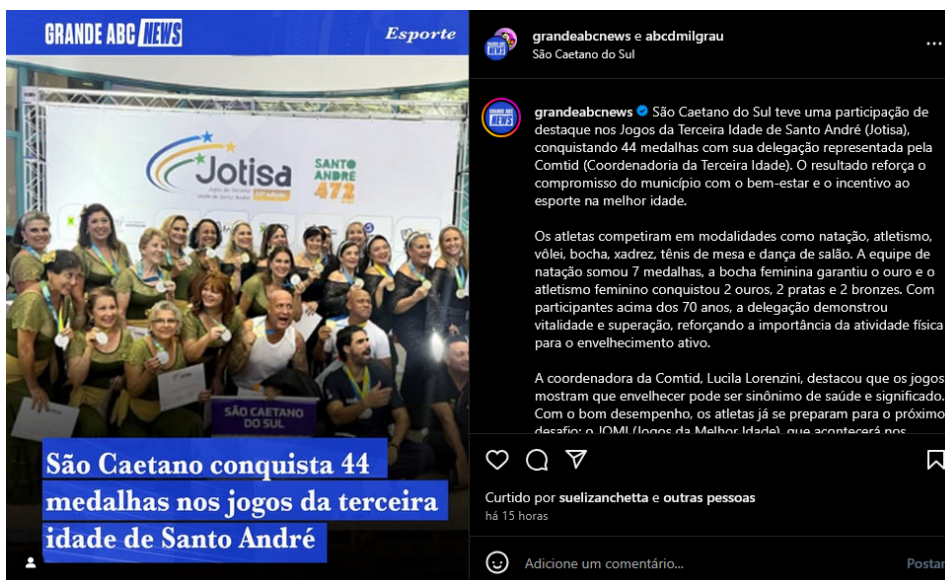 GRANDE ABC NEWS
Esporte
Jotisa
SANTO
ANDRÉ
472
SÃO CAETANO
DO SUL
São Caetano conquista 44
medalhas nos jogos da terceira
idade de Santo André
grandeabcnews e abcdmilgrau
São Caetano do Sul
grandeabcnews São Caetano do Sul teve uma participação de
destaque nos Jogos da Terceira Idade de Santo André (Jotisa),
conquistando 44 medalhas com sua delegação representada pela
Comtid (Coordenadoria da Terceira Idade). O resultado reforça o
compromisso do município com o bem-estar e o incentivo ao
esporte na melhor idade.
Os atletas competiram em modalidades como natação, atletismo,
vôlei, bocha, xadrez, tênis de mesa e dança de salão. A equipe de
natação somou 7 medalhas, a bocha feminina garantiu o ouro e o
atletismo feminino conquistou 2 ouros, 2 pratas e 2 bronzes. Com
participantes acima dos 70 anos, a delegação demonstrou
vitalidade e superação, reforçando a importância da atividade física
para o envelhecimento ativo.
A coordenadora da Comtid, Lucila Lorenzini, destacou que os jogos
mostram que envelhecer pode ser sinônimo de saúde e significado.
Com o bom desempenho, os atletas já se preparam para o próximo
desafio: o JOMI (Jogos da Melhor Idade), que acontecerá nos
Curtido por suelizanchetta e outras pessoas
há 15 horas
Adicione um comentário...
Postar